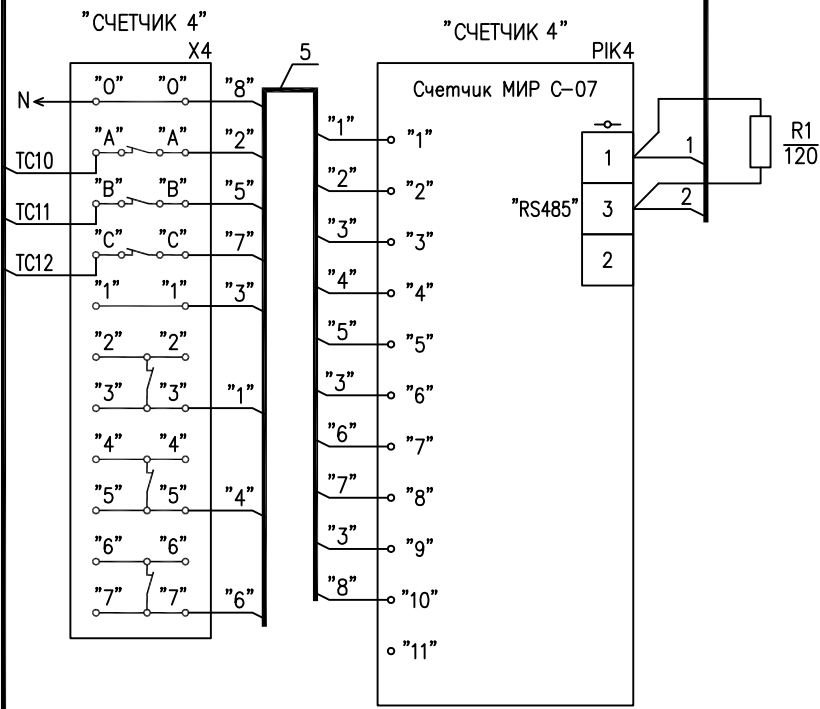 "СЧЕТЧИК 4"
X4
"0" "0" "8"
N
"A" "A" "2"
TC10
"B" "B" "5"
TC11
"C" "C" "7"
TC12
"1" "1" "3"
"2" "2"
"3" "3" "1"
"4" "4"
"5" "5" "4"
"6" "6"
"7" "7" "6"
5
"СЧЕТЧИК 4"
PIK4
Счетчик МИР С-07
"1" "1"
"2" "2"
"3" "3"
"4" "4"
"5" "5"
"3" "6"
"6" "7"
"7" "8"
"3" "9"
"8" "10"
"11"
"RS485"
1
3
2
1
2
R1
120